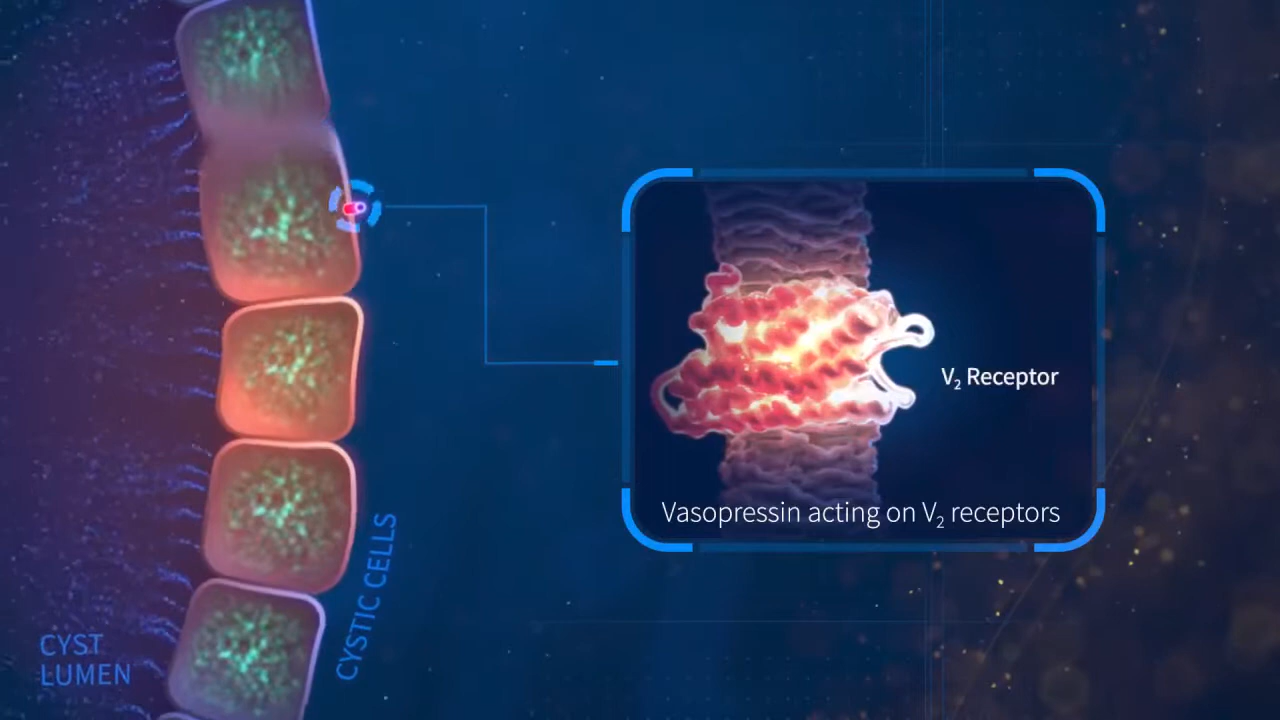 V₂ Receptor
Vasopressin acting on V₂ receptors
CYSTIC CELLS
CYST
LUMEN